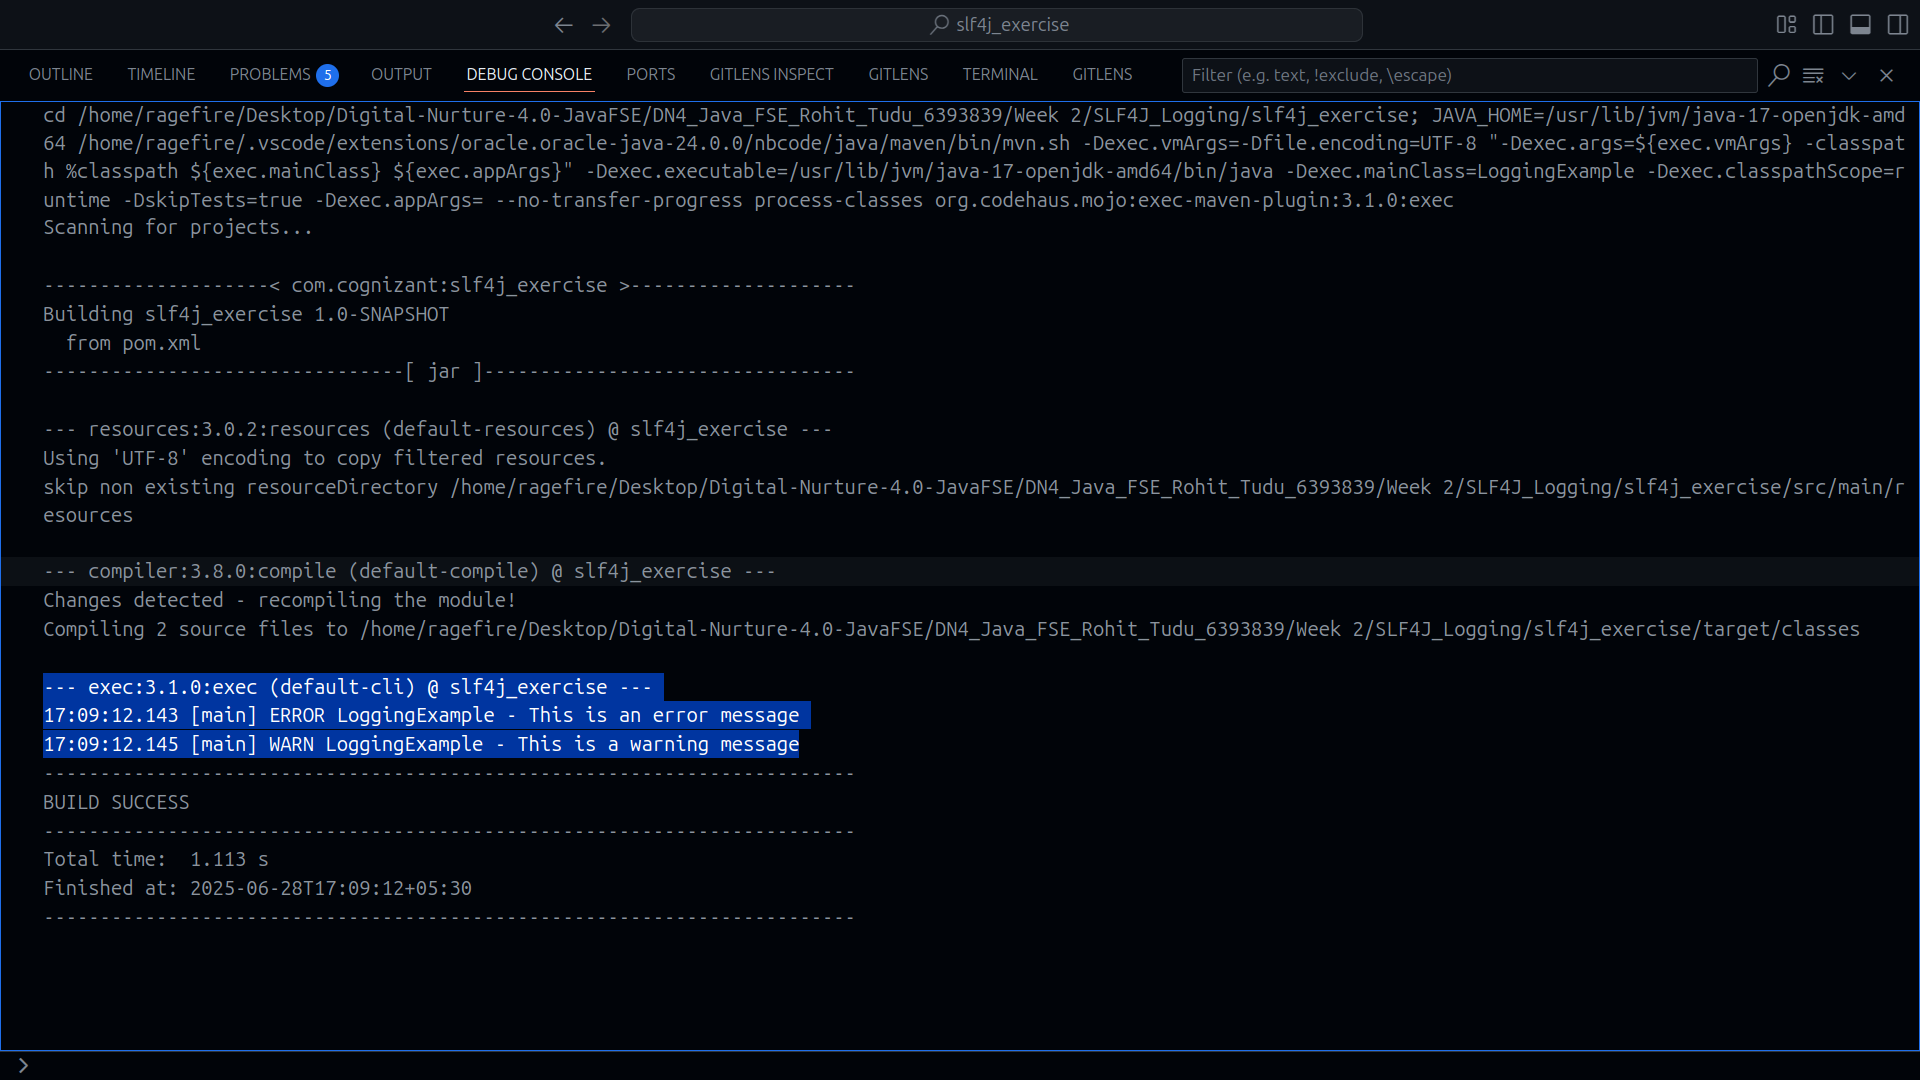 slf4j_exercise
OUTLINE TIMELINE PROBLEMS 5 OUTPUT DEBUG CONSOLE PORTS GITLENS INSPECT GITLENS TERMINAL GITLENS Filter (e.g. text, !exclude, \escape)
cd /home/ragefire/Desktop/Digital-Nurture-4.0-JavaFSE/DN4_Java_FSE_Rohit_Tudu_6393839/Week 2/SLF4J_Logging/slf4j_exercise; JAVA_HOME=/usr/lib/jvm/java-17-openjdk-amd
64 /home/ragefire/.vscode/extensions/oracle.oracle-java-24.0.0/nbcode/java/maven/bin/mvn.sh -Dexec.vmArgs=-Dfile.encoding=UTF-8 "-Dexec.args=${exec.vmArgs} -classpat
h %classpath ${exec.mainClass} ${exec.appArgs}" -Dexec.executable=/usr/lib/jvm/java-17-openjdk-amd64/bin/java -Dexec.mainClass=LoggingExample -Dexec.classpathScope=r
untime -DskipTests=true -Dexec.appArgs= --no-transfer-progress process-classes org.codehaus.mojo:exec-maven-plugin:3.1.0:exec
Scanning for projects...
--------------------< com.cognizant:slf4j_exercise >--------------------
Building slf4j_exercise 1.0-SNAPSHOT
from pom.xml
--------------------------------[ jar ]---------------------------------
--- resources:3.0.2:resources (default-resources) @ slf4j_exercise ---
Using 'UTF-8' encoding to copy filtered resources.
skip non existing resourceDirectory /home/ragefire/Desktop/Digital-Nurture-4.0-JavaFSE/DN4_Java_FSE_Rohit_Tudu_6393839/Week 2/SLF4J_Logging/slf4j_exercise/src/main/r
esources
--- compiler:3.8.0:compile (default-compile) @ slf4j_exercise ---
Changes detected - recompiling the module!
Compiling 2 source files to /home/ragefire/Desktop/Digital-Nurture-4.0-JavaFSE/DN4_Java_FSE_Rohit_Tudu_6393839/Week 2/SLF4J_Logging/slf4j_exercise/target/classes
--- exec:3.1.0:exec (default-cli) @ slf4j_exercise ---
17:09:12.143 [main] ERROR LoggingExample - This is an error message
17:09:12.145 [main] WARN LoggingExample - This is a warning message
------------------------------------------------------------------------
BUILD SUCCESS
------------------------------------------------------------------------
Total time:  1.113 s
Finished at: 2025-06-28T17:09:12+05:30
------------------------------------------------------------------------